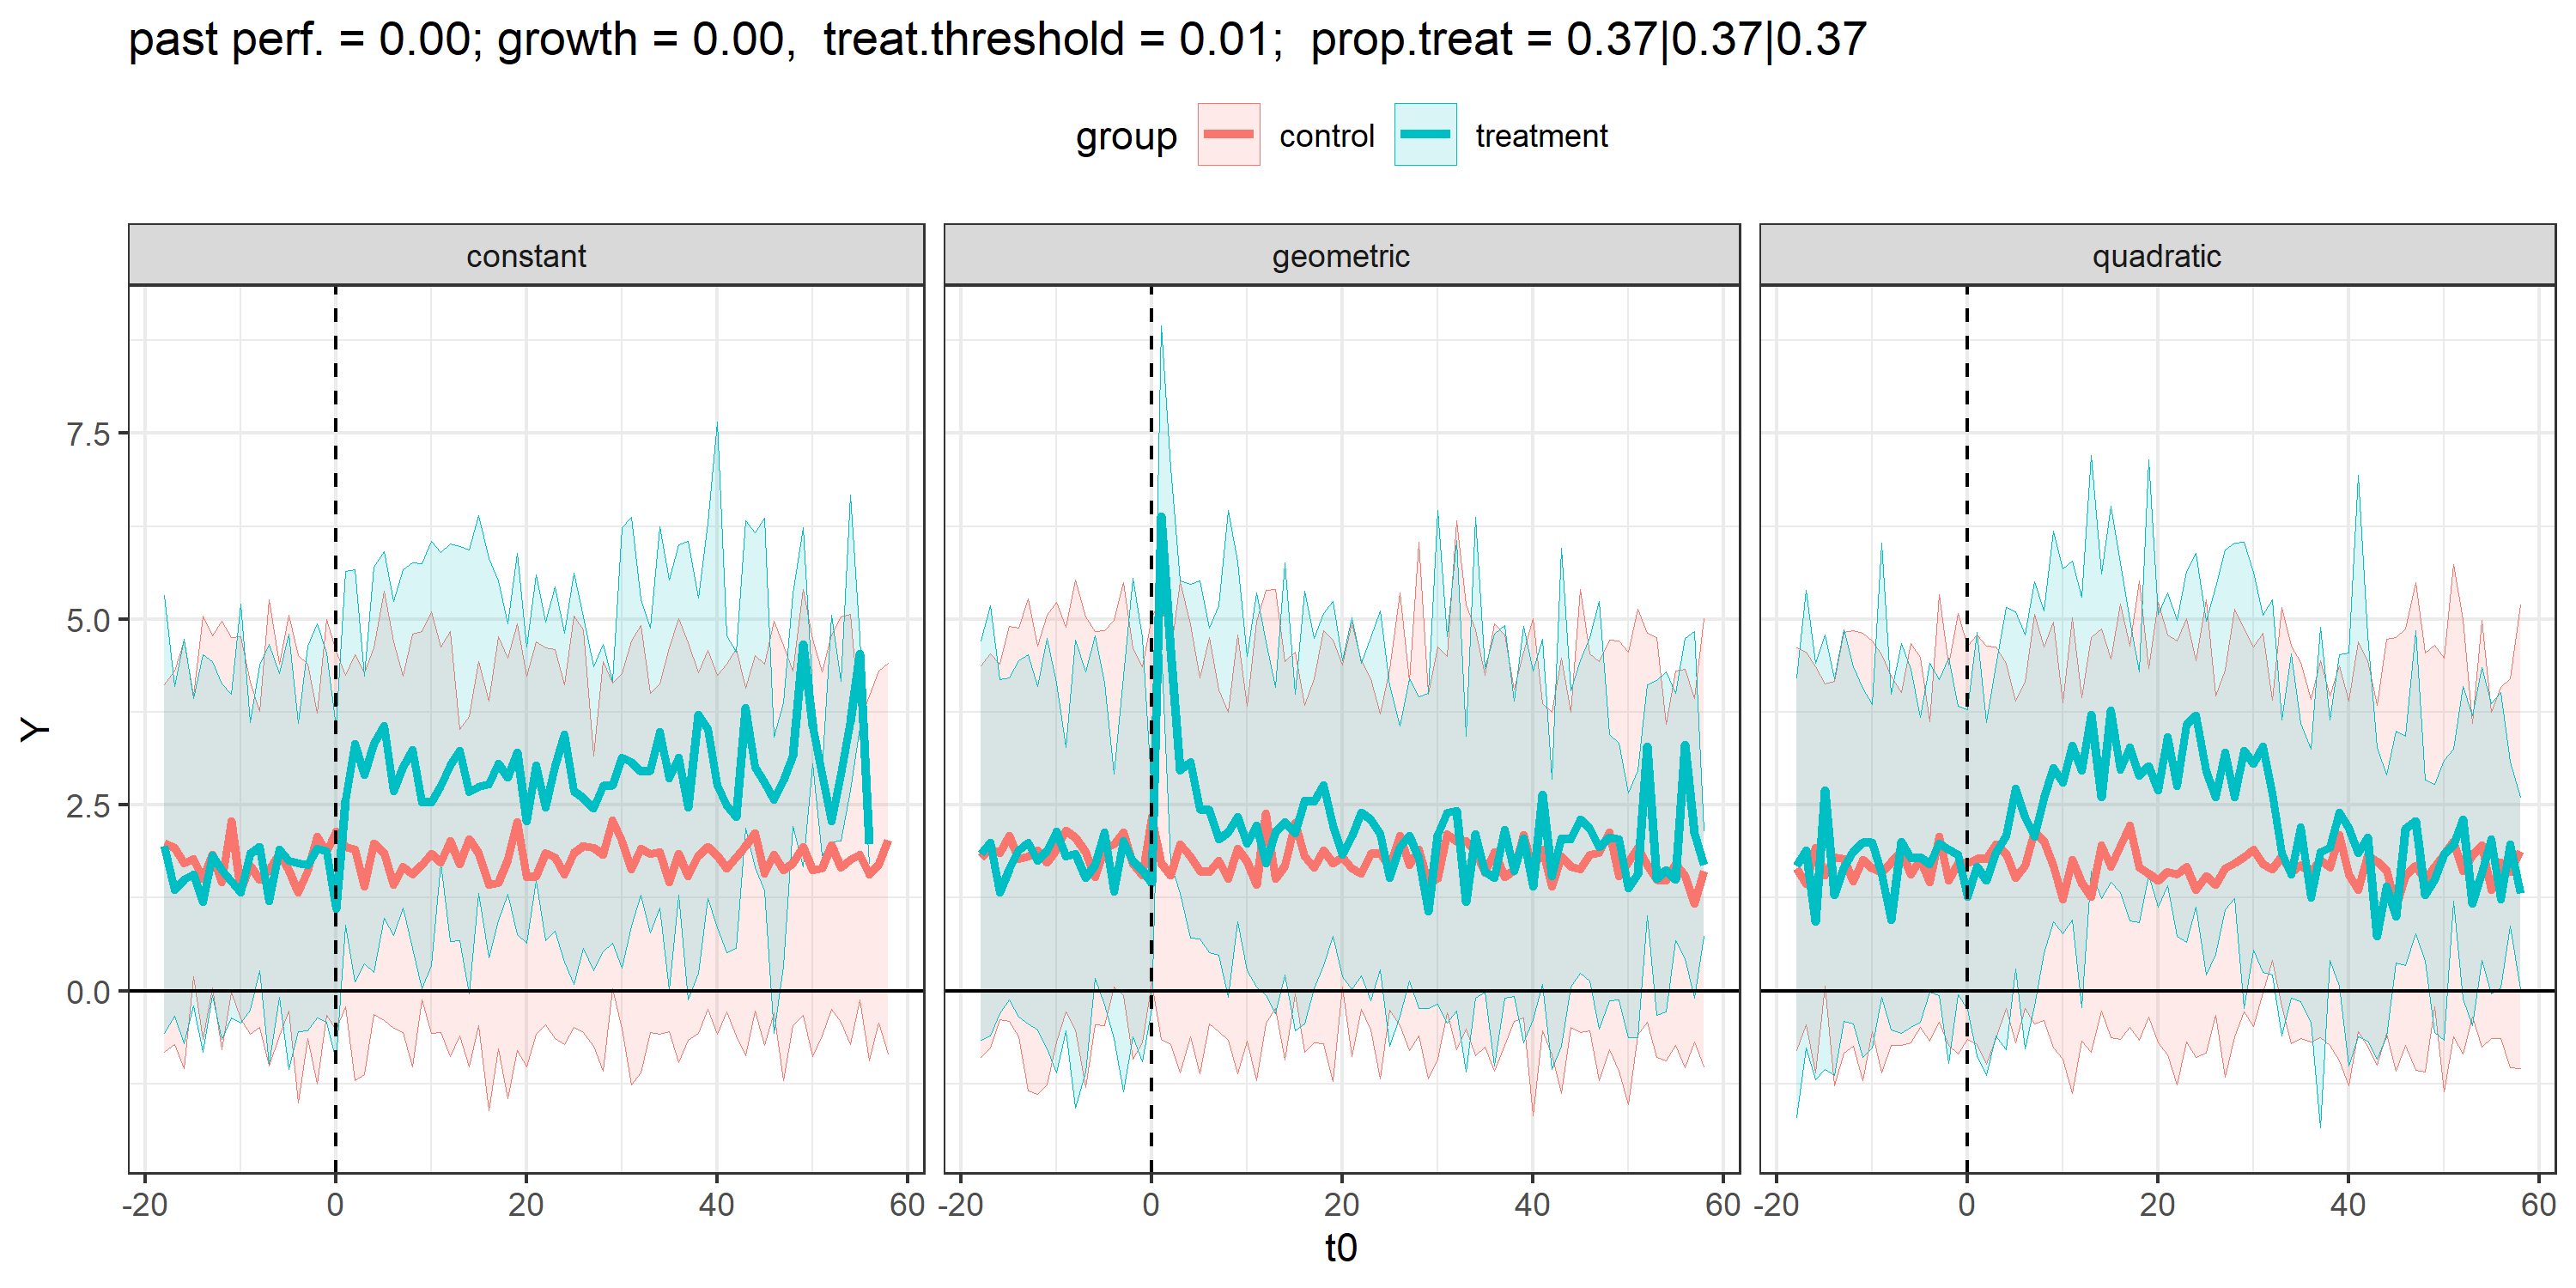 past perf. = 0.00; growth = 0.00,  treat.threshold = 0.01;  prop.treat = 0.37|0.37|0.37
group control treatment
constant geometric quadratic
Y
7.5
5.0
2.5
0.0
-20 0 20 40 60 -20 0 20 40 60 -20 0 20 40 60
t0